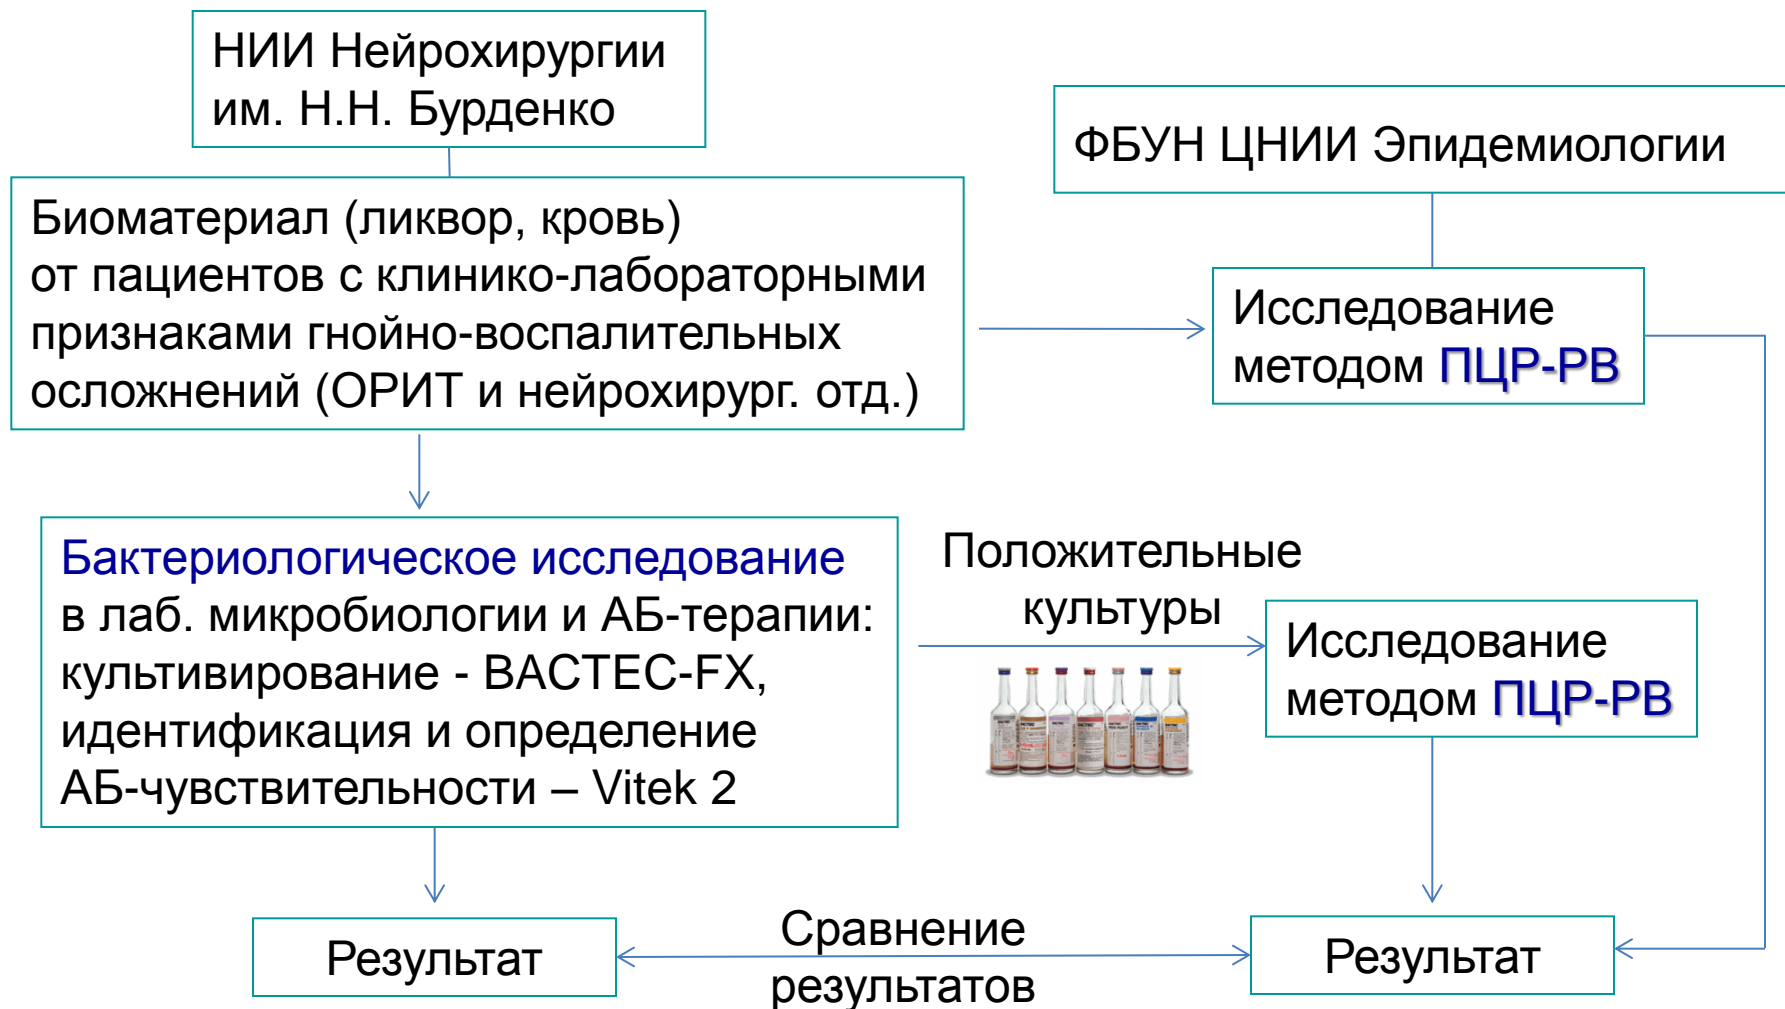 НИИ Нейрохирургии
им. Н.Н. Бурденко
ФБУН ЦНИИ Эпидемиологии
Биоматериал (ликвор, кровь)
от пациентов с клинико-лабораторными
признаками гнойно-воспалительных
осложнений (ОРИТ и нейрохирург. отд.)
Исследование
методом ПЦР-РВ
Бактериологическое исследование
в лаб. микробиологии и АБ-терапии:
культивирование - BACTEC-FX,
идентификация и определение
АБ-чувствительности – Vitek 2
Положительные
культуры
Исследование
методом ПЦР-РВ
Результат
Сравнение
результатов
Результат